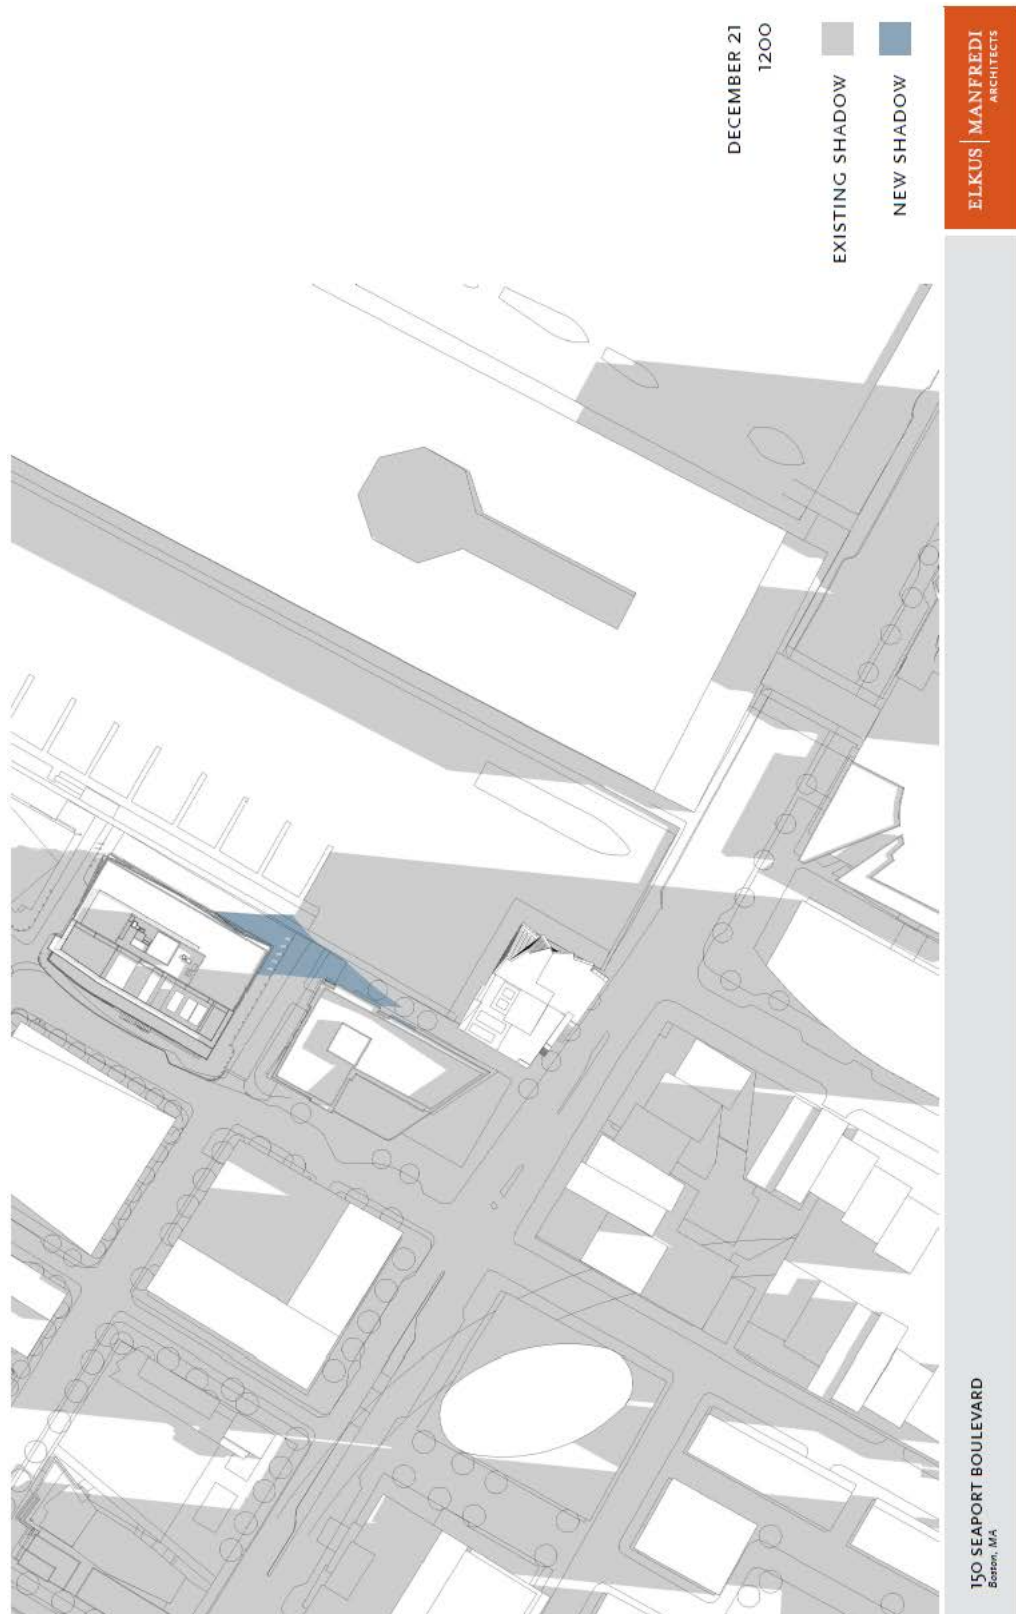 DECEMBER 21
1200
EXISTING SHADOW
NEW SHADOW
150 SEAPORT BOULEVARD
Boston, MA
ELKUS | MANFREDI
ARCHITECTS